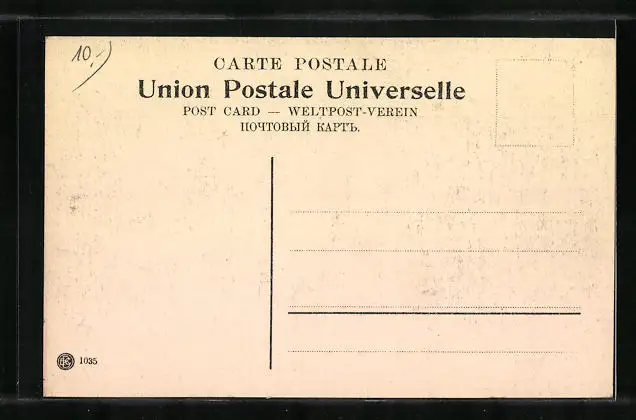 10.-)
CARTE POSTALE
Union Postale Universelle
POST CARD — WELTPOST-VEREIN
ПОЧТОВЫЙ КАРТЪ.
1035